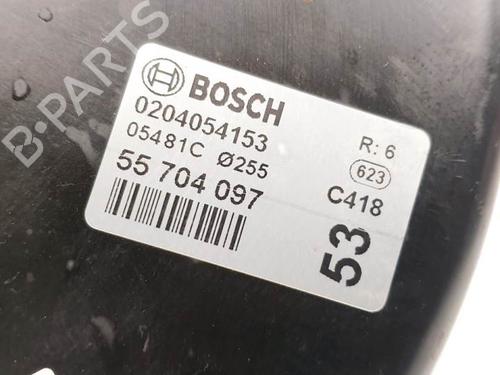 B-PARTS
BOSCH
0204054153
05481C Ø255
55 704 097
R: 6
623
C418
53